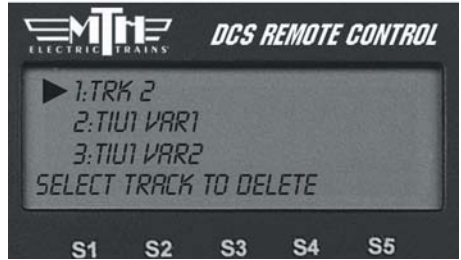 MTH
ELECTRIC TRAINS
DCS REMOTE CONTROL
1:TRK 2
2:TIU1 VAR1
3:TIU1 VAR2
SELECT TRACK TO DELETE
S1 S2 S3 S4 S5